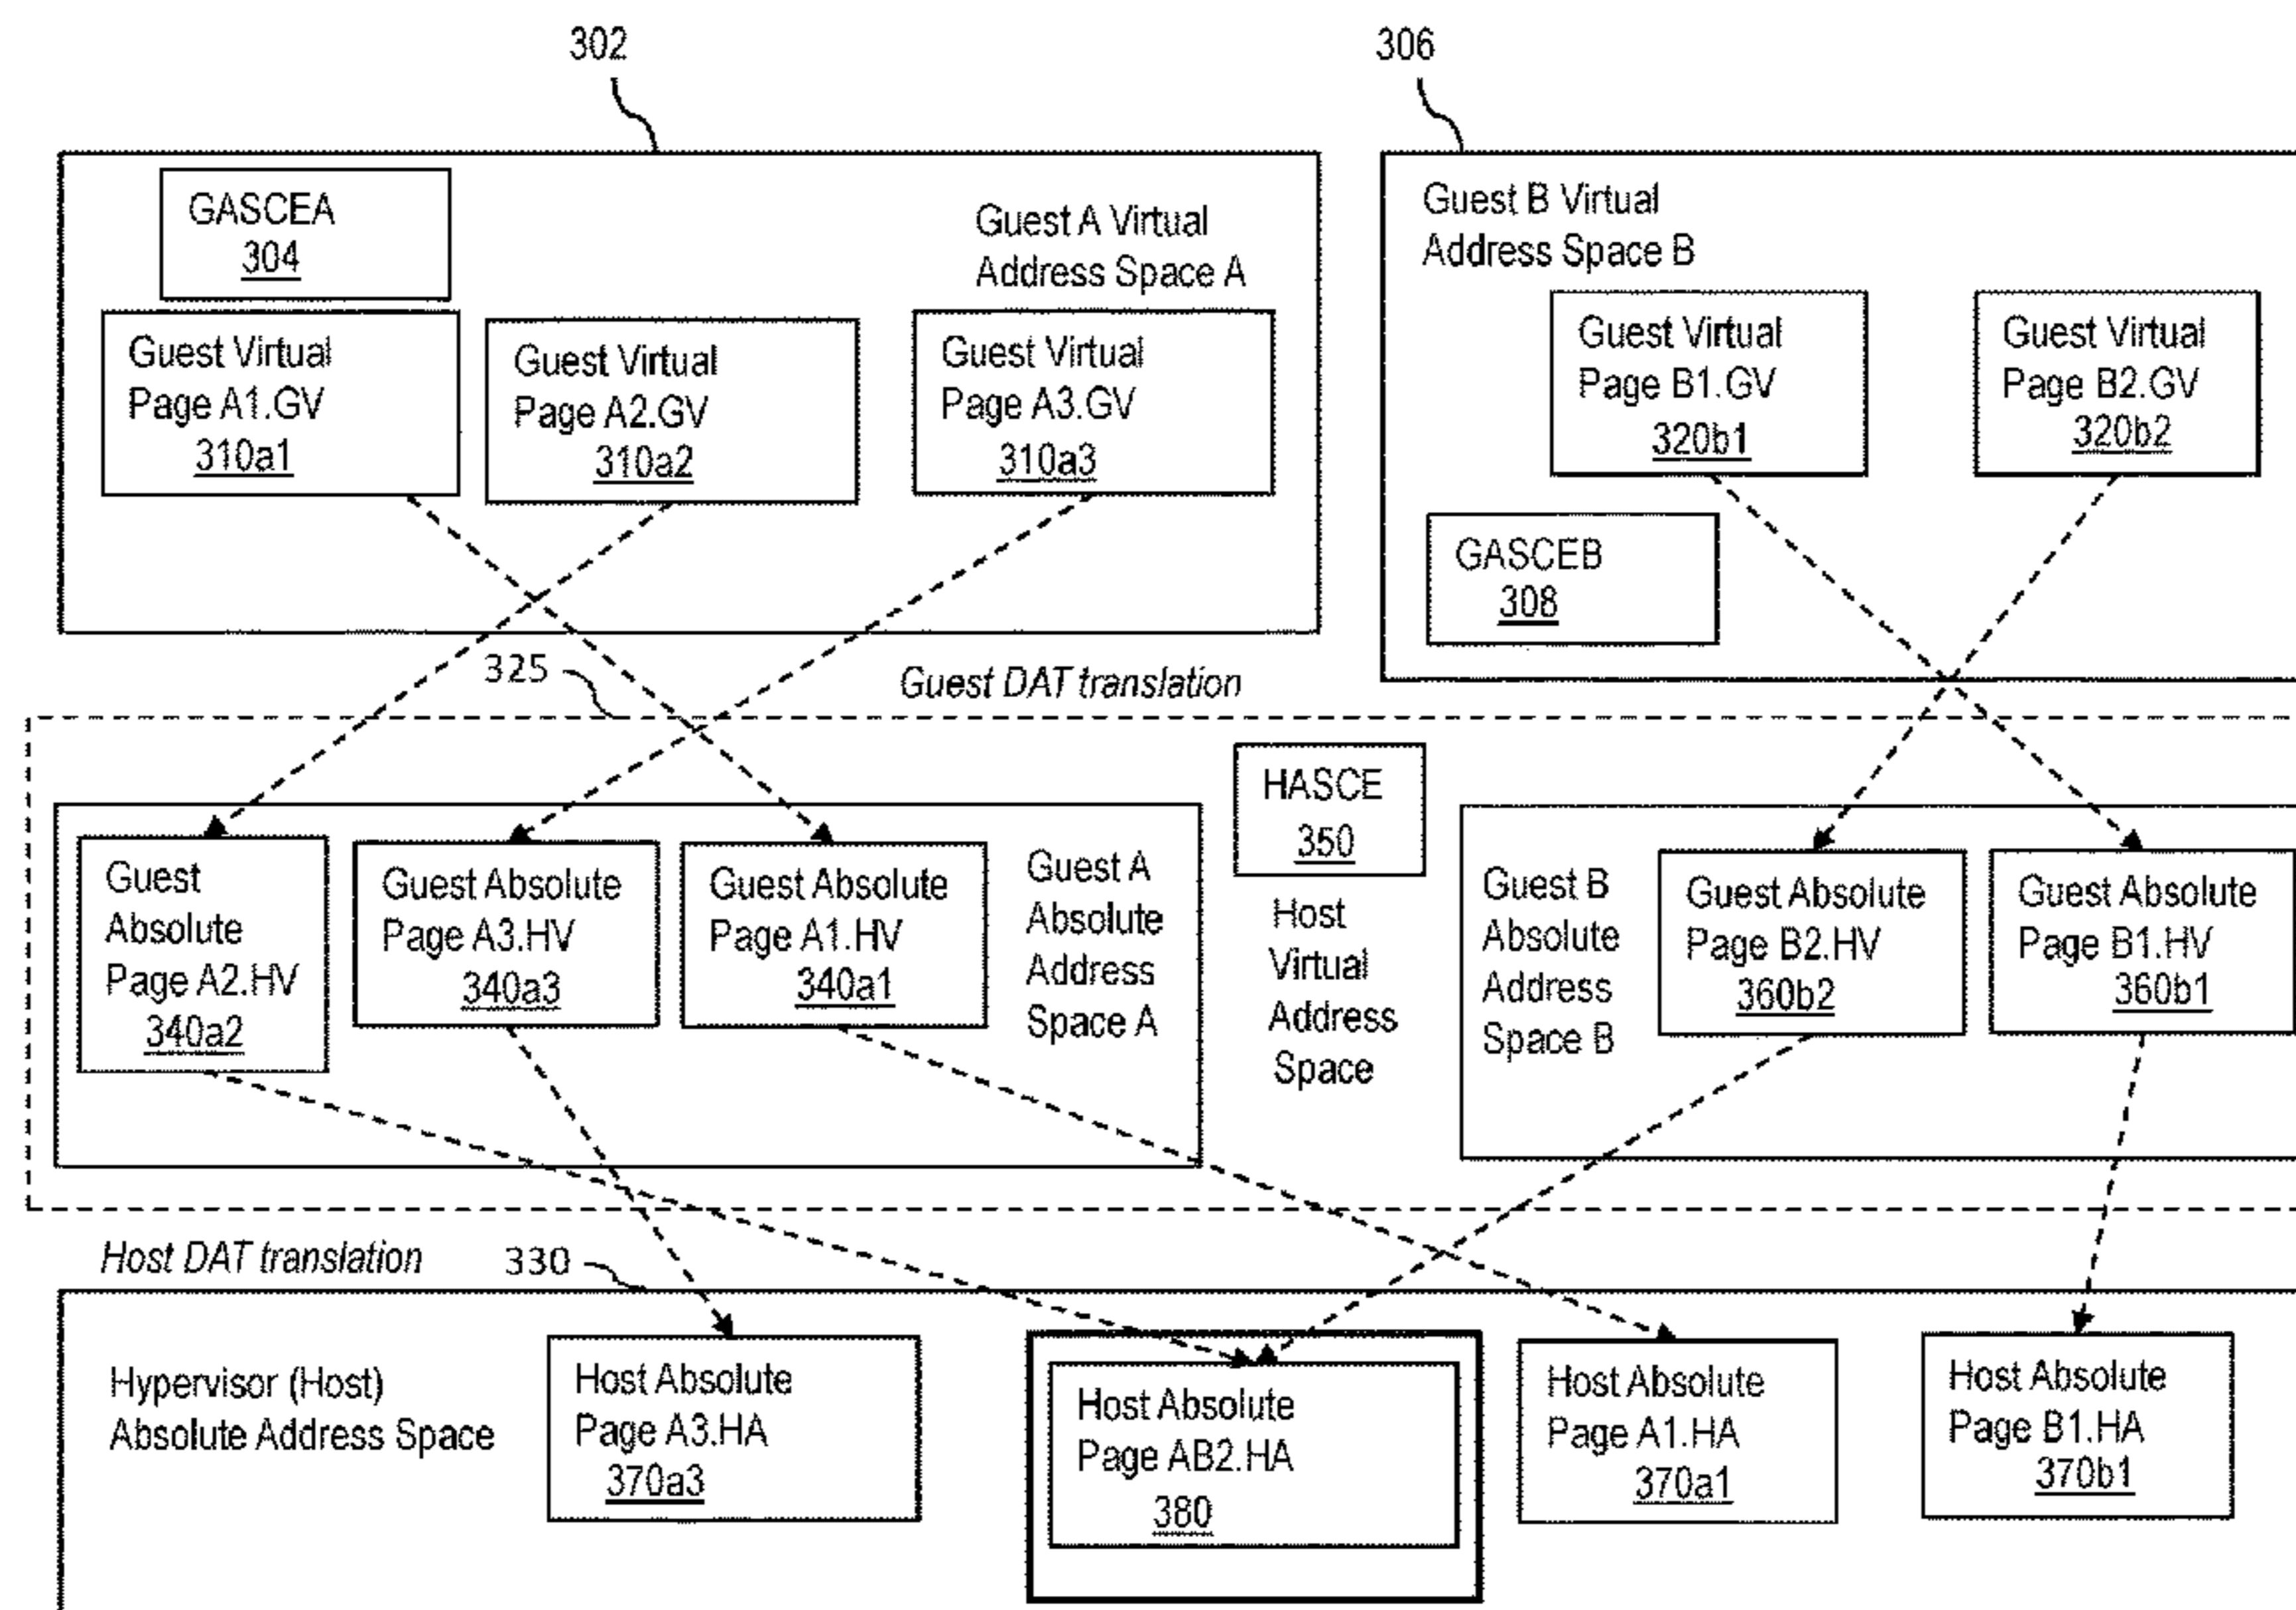 302
306
GASCEA
304
Guest A Virtual
Address Space A
Guest Virtual
Page A1.GV
310a1
Guest Virtual
Page A2.GV
310a2
Guest Virtual
Page A3.GV
310a3
Guest B Virtual
Address Space B
Guest Virtual
Page B1.GV
320b1
Guest Virtual
Page B2.GV
320b2
GASCEB
308
325
Guest DAT translation
Guest
Absolute
Page A2.HV
340a2
Guest Absolute
Page A3.HV
340a3
Guest Absolute
Page A1.HV
340a1
Guest A
Absolute
Address
Space A
HASCE
350
Host
Virtual
Address
Space
Guest B
Absolute
Address
Space B
Guest Absolute
Page B2.HV
360b2
Guest Absolute
Page B1.HV
360b1
Host DAT translation
330
Hypervisor (Host)
Absolute Address Space
Host Absolute
Page A3.HA
370a3
Host Absolute
Page AB2.HA
380
Host Absolute
Page A1.HA
370a1
Host Absolute
Page B1.HA
370b1